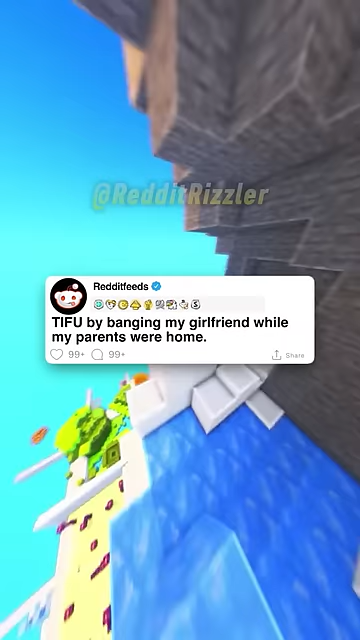 @RedditRizzler
Redditfeeds
TIFU by banging my girlfriend while
my parents were home.
99+ 99+ Share